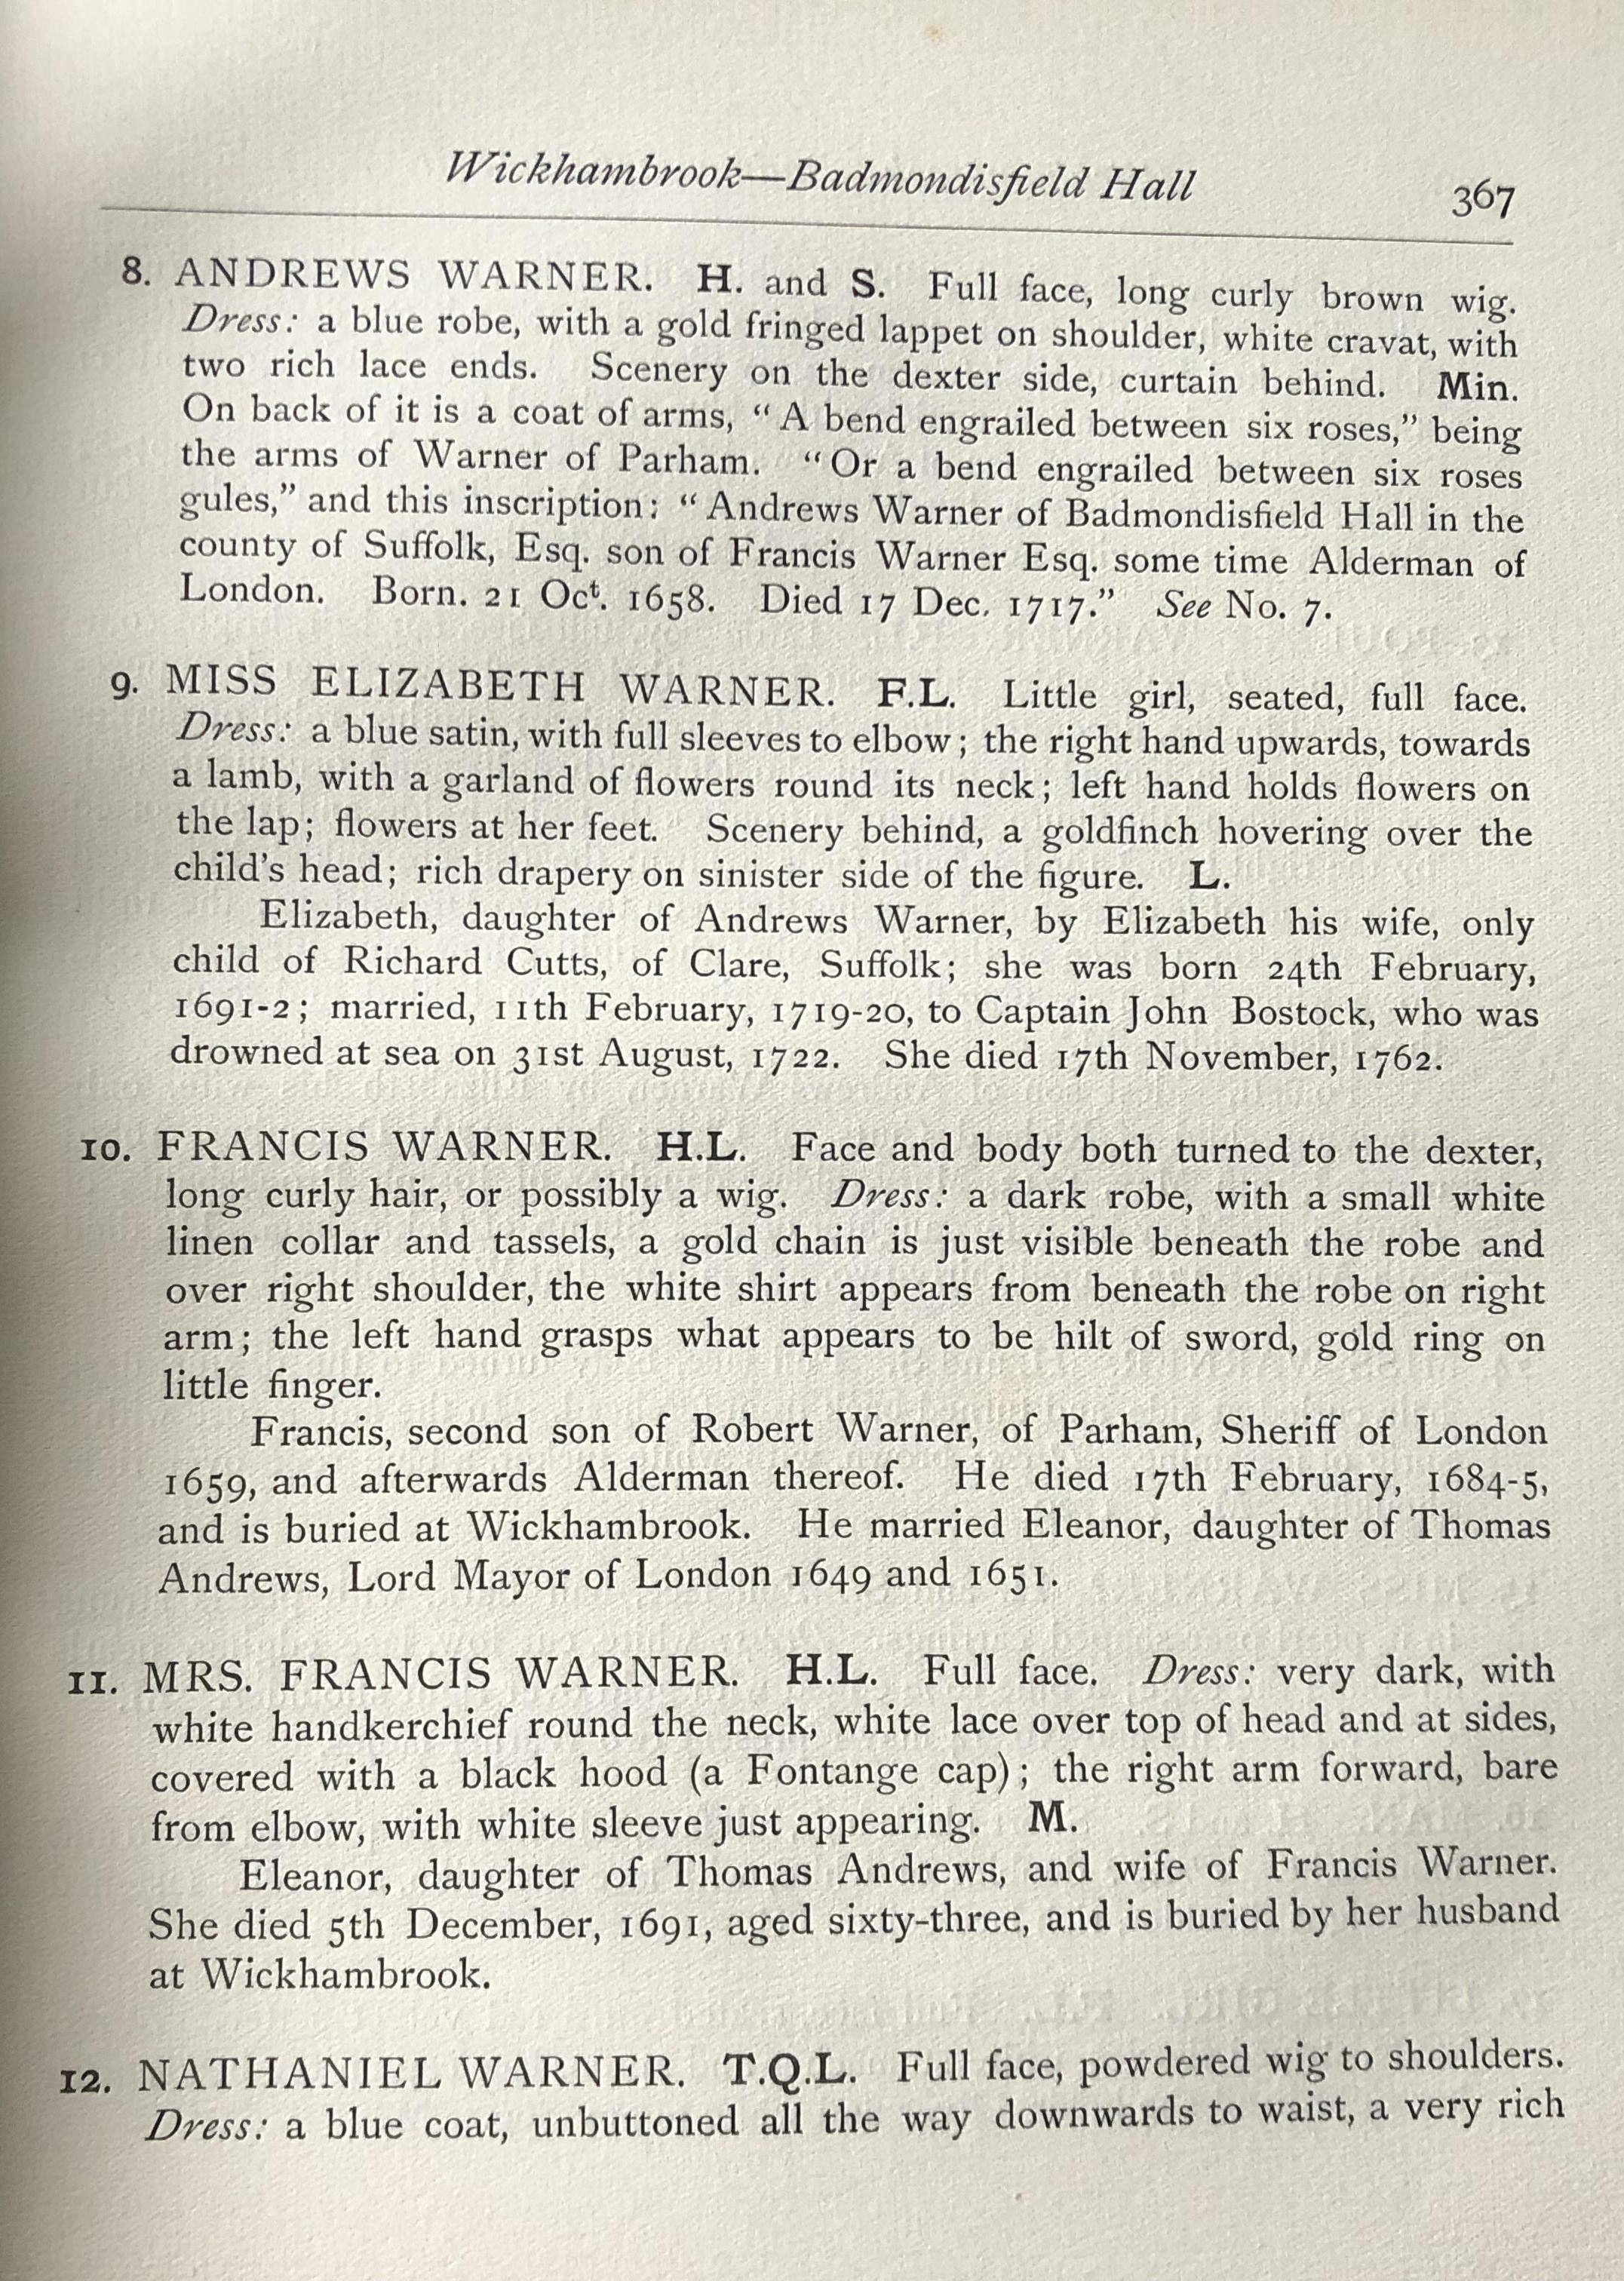 Wickhambrook—Badmondisfield Hall 367
8. ANDREWS WARNER. H. and S. Full face, long curly brown wig.
Dress: a blue robe, with a gold fringed lappet on shoulder, white cravat, with
two rich lace ends. Scenery on the dexter side, curtain behind. Min.
On back of it is a coat of arms, “A bend engrailed between six roses,” being
the arms of Warner of Parham. “Or a bend engrailed between six roses
gules,” and this inscription: “Andrews Warner of Badmondisfield Hall in the
county of Suffolk, Esq. son of Francis Warner Esq. some time Alderman of
London. Born. 21 Oct. 1658. Died 17 Dec. 1717.” See No. 7.
9. MISS ELIZABETH WARNER. F.L. Little girl, seated, full face.
Dress: a blue satin, with full sleeves to elbow; the right hand upwards, towards
a lamb, with a garland of flowers round its neck; left hand holds flowers on
the lap; flowers at her feet. Scenery behind, a goldfinch hovering over the
child’s head; rich drapery on sinister side of the figure. L.
Elizabeth, daughter of Andrews Warner, by Elizabeth his wife, only
child of Richard Cutts, of Clare, Suffolk; she was born 24th February,
1691-2; married, 11th February, 1719-20, to Captain John Bostock, who was
drowned at sea on 31st August, 1722. She died 17th November, 1762.
10. FRANCIS WARNER. H.L. Face and body both turned to the dexter,
long curly hair, or possibly a wig. Dress: a dark robe, with a small white
linen collar and tassels, a gold chain is just visible beneath the robe and
over right shoulder, the white shirt appears from beneath the robe on right
arm; the left hand grasps what appears to be hilt of sword, gold ring on
little finger.
Francis, second son of Robert Warner, of Parham, Sheriff of London
1659, and afterwards Alderman thereof. He died 17th February, 1684-5,
and is buried at Wickhambrook. He married Eleanor, daughter of Thomas
Andrews, Lord Mayor of London 1649 and 1651.
11. MRS. FRANCIS WARNER. H.L. Full face. Dress: very dark, with
white handkerchief round the neck, white lace over top of head and at sides,
covered with a black hood (a Fontange cap); the right arm forward, bare
from elbow, with white sleeve just appearing. M.
Eleanor, daughter of Thomas Andrews, and wife of Francis Warner.
She died 5th December, 1691, aged sixty-three, and is buried by her husband
at Wickhambrook.
12. NATHANIEL WARNER. T.Q.L. Full face, powdered wig to shoulders.
Dress: a blue coat, unbuttoned all the way downwards to waist, a very rich